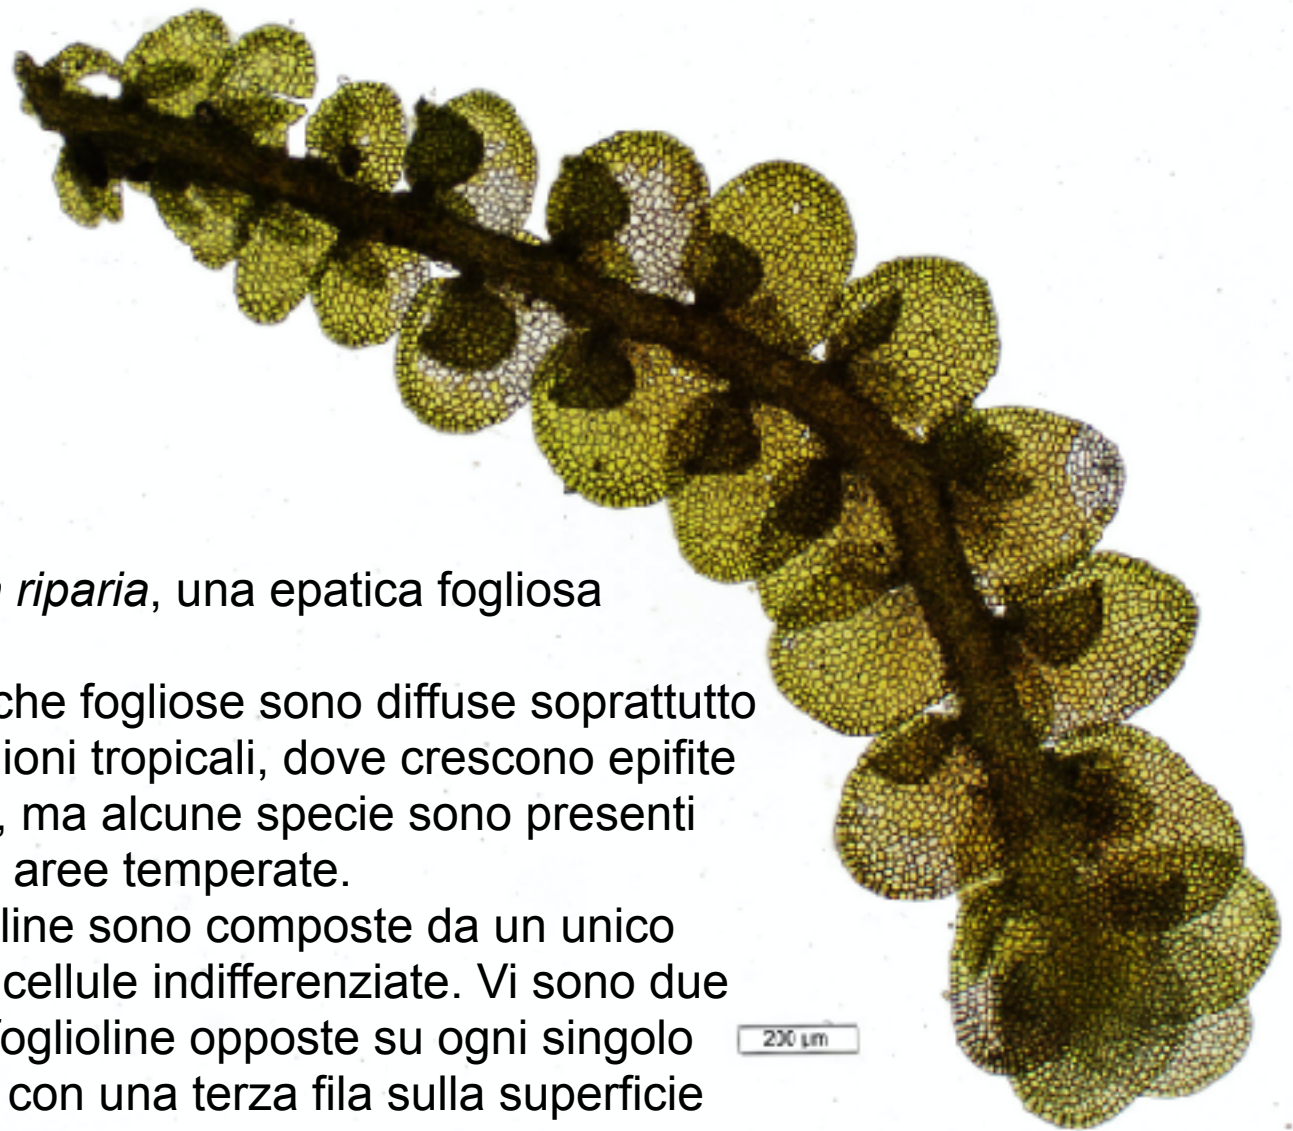 riparia, una epatica fogliosa
che fogliose sono diffuse soprattutto
ioni tropicali, dove crescono epifite
, ma alcune specie sono presenti
aree temperate.
line sono composte da un unico
cellule indifferenziate. Vi sono due
foglioline opposte su ogni singolo
200 µm
con una terza fila sulla superficie